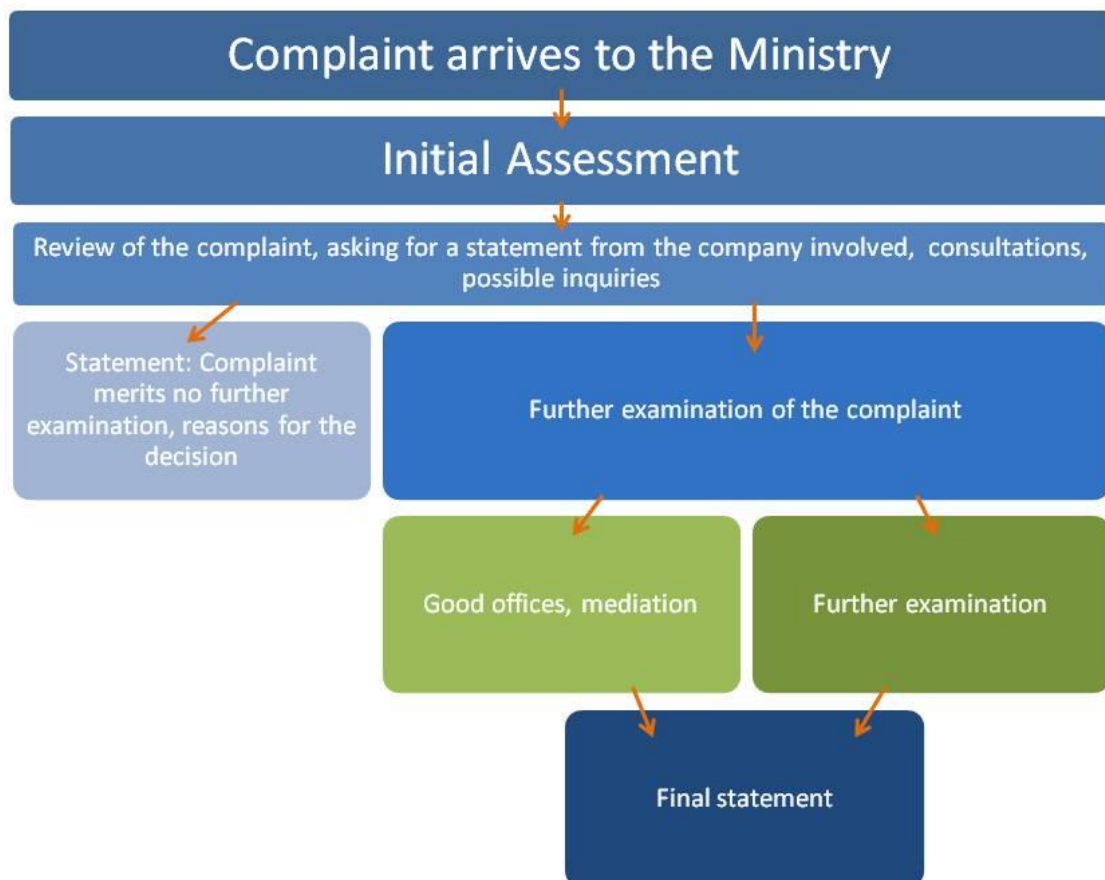 Complaint arrives to the Ministry
Initial Assessment
Review of the complaint, asking for a statement from the company involved, consultations,
possible inquiries
Statement: Complaint
merits no further
examination, reasons for the
decision
Further examination of the complaint
Good offices, mediation
Further examination
Final statement